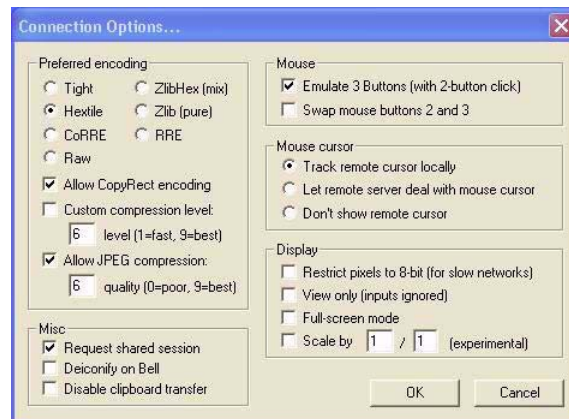 Connection Options...
Preferred encoding
Tight
ZlibHex (mix)
Hextile
Zlib (pure)
CoRRE
RRE
Raw
Allow CopyRect encoding
Custom compression level:
6 level (1=fast, 9=best)
Allow JPEG compression:
6 quality (0=poor, 9=best)
Misc
Request shared session
Deiconify on Bell
Disable clipboard transfer
Mouse
Emulate 3 Buttons (with 2-button click)
Swap mouse buttons 2 and 3
Mouse cursor
Track remote cursor locally
Let remote server deal with mouse cursor
Don't show remote cursor
Display
Restrict pixels to 8-bit (for slow networks)
View only (inputs ignored)
Full-screen mode
Scale by 1 / 1 (experimental)
OK
Cancel